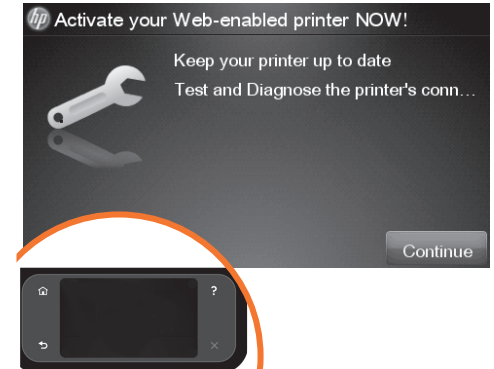 hp Activate your Web-enabled printer NOW!
Keep your printer up to date
Test and Diagnose the printer's conn...
Continue
?